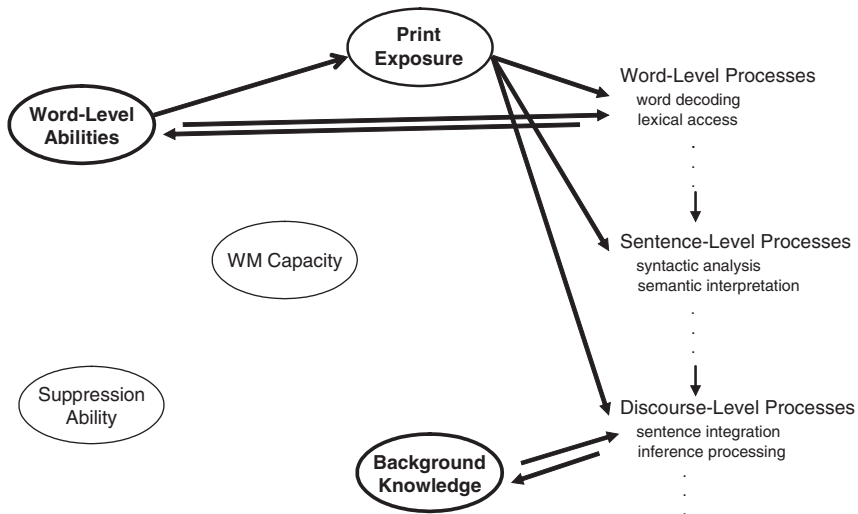 Print
Exposure
Word-Level
Abilities
Word-Level Processes
word decoding
lexical access
WM Capacity
Sentence-Level Processes
syntactic analysis
semantic interpretation
Suppression
Ability
Discourse-Level Processes
sentence integration
inference processing
Background
Knowledge